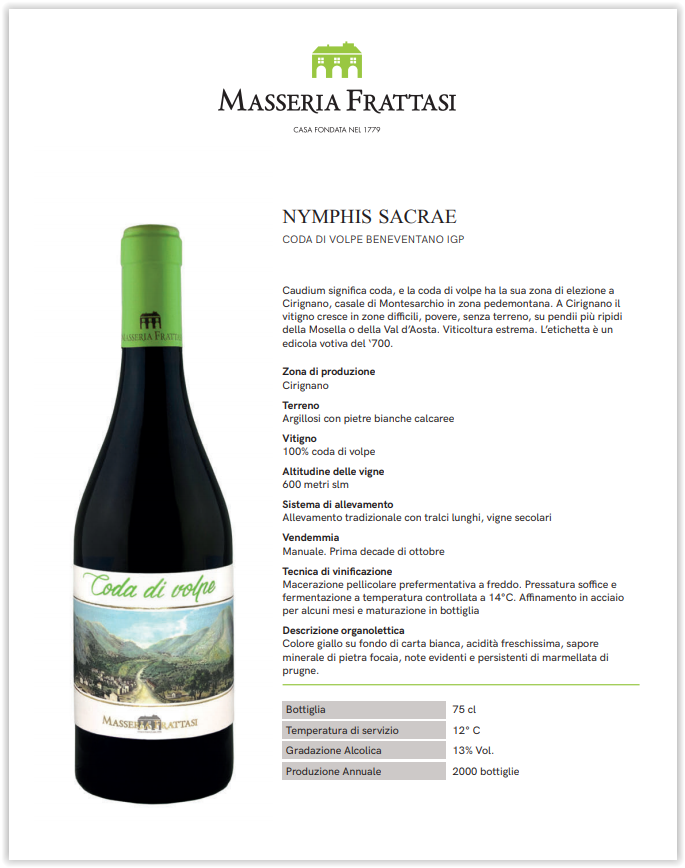 MASSERIA FRATTASI
CASA FONDATA NEL 1779
NYMPHIS SACRAE
CODA DI VOLPE BENEVENTANO IGP
Caudium significa coda, e la coda di volpe ha la sua zona di elezione a
Cirignano, casale di Montesarchio in zona pedemontana. A Cirignano il
vitigno cresce in zone difficili, povere, senza terreno, su pendii più ripidi
della Mosella o della Val d’Aosta. Viticoltura estrema. L’etichetta è un
edicola votiva del ‘700.
Zona di produzione
Cirignano
Terreno
Argillosi con pietre bianche calcaree
Vitigno
100% coda di volpe
Altitudine delle vigne
600 metri slm
Sistema di allevamento
Allevamento tradizionale con tralci lunghi, vigne secolari
Vendemmia
Manuale. Prima decade di ottobre
Tecnica di vinificazione
Macerazione pellicolare prefermentativa a freddo. Pressatura soffice e
fermentazione a temperatura controllata a 14°C. Affinamento in acciaio
per alcuni mesi e maturazione in bottiglia
Descrizione organolettica
Colore giallo su fondo di carta bianca, acidità freschissima, sapore
minerale di pietra focaia, note evidenti e persistenti di marmellata di
prugne.
Bottiglia 75 cl
Temperatura di servizio 12° C
Gradazione Alcolica 13% Vol.
Produzione Annuale 2000 bottiglie
MASSERIA FRATTASI
Coda di volpe
MASSERIA FRATTASI